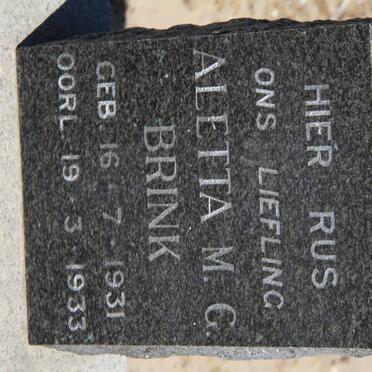 HIER RUS
ONS LIEFLING
ALETTA M. G.
BRINK
GEB. 16 - 7 - 1931
OORL. 19 - 3 - 1933